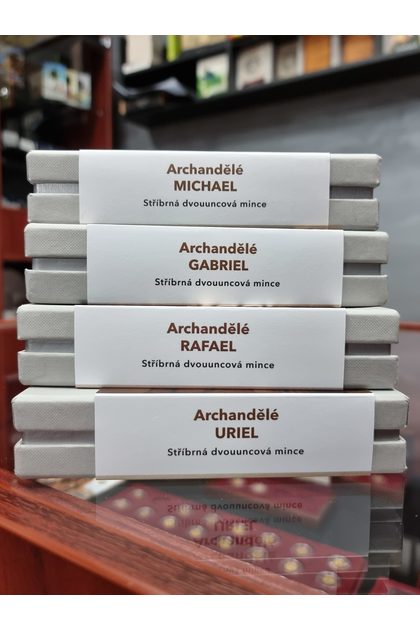 Archandělé
MICHAEL
Stříbrná dvouuncová mince
Archandělé
GABRIEL
Stříbrná dvouuncová mince
Archandělé
RAFAEL
Stříbrná dvouuncová mince
Archandělé
URIEL
Stříbrná dvouuncová mince